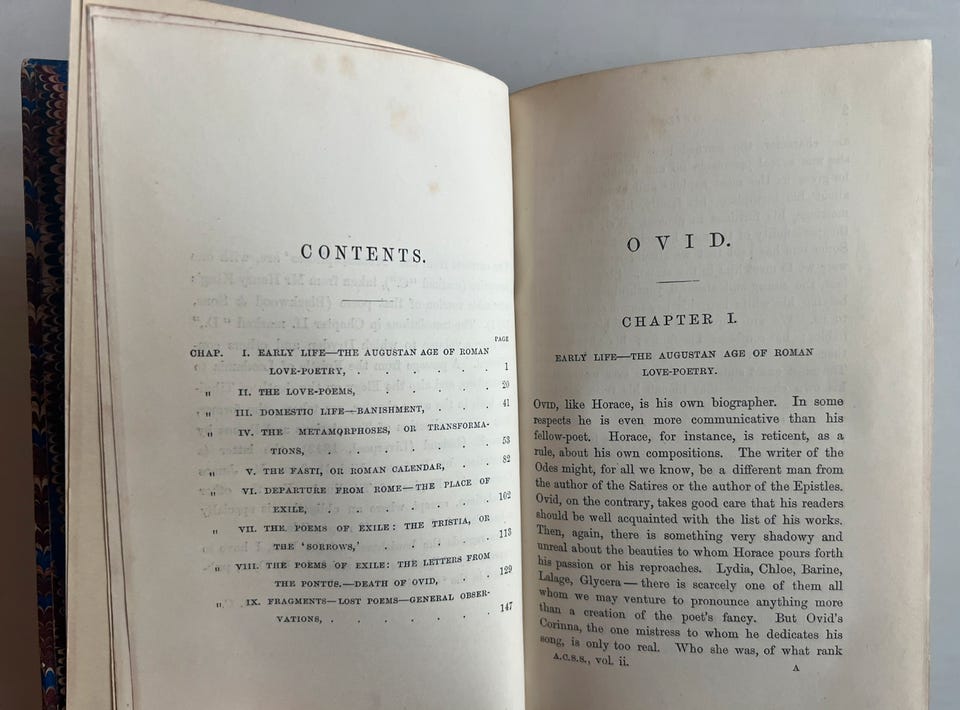 CONTENTS.
PAGE
CHAP. I. EARLY LIFE—THE AUGUSTAN AGE OF ROMAN
LOVE-POETRY, . . . . . 1
" II. THE LOVE-POEMS, . . . . . 20
" III. DOMESTIC LIFE—BANISHMENT, . . . 41
" IV. THE METAMORPHOSES, OR TRANSFORMA-
TIONS, . . . . . . 53
" V. THE FASTI, OR ROMAN CALENDAR, . . 82
" VI. DEPARTURE FROM ROME—THE PLACE OF
EXILE, . . . . . . 102
" VII. THE POEMS OF EXILE: THE TRISTIA, OR
THE 'SORROWS,' . . . . . 113
" VIII. THE POEMS OF EXILE: THE LETTERS FROM
THE PONTUS.—DEATH OF OVID, . . 129
" IX. FRAGMENTS—LOST POEMS—GENERAL OBSER-
VATIONS, . . . . . . 147
OVID.
CHAPTER I.
EARLY LIFE—THE AUGUSTAN AGE OF ROMAN
LOVE-POETRY.
OVID, like Horace, is his own biographer. In some
respects he is even more communicative than his
fellow-poet. Horace, for instance, is reticent, as a
rule, about his own compositions. The writer of the
Odes might, for all we know, be a different man from
the author of the Satires or the author of the Epistles.
Ovid, on the contrary, takes good care that his readers
should be well acquainted with the list of his works.
Then, again, there is something very shadowy and
unreal about the beauties to whom Horace pours forth
his passion or his reproaches. Lydia, Chloe, Barine,
Lalage, Glycera—there is scarcely one of them all
whom we may venture to pronounce anything more
than a creation of the poet's fancy. But Ovid's
Corinna, the one mistress to whom he dedicates his
song, is only too real. Who she was, of what rank
A.C.S.S., vol. ii. A